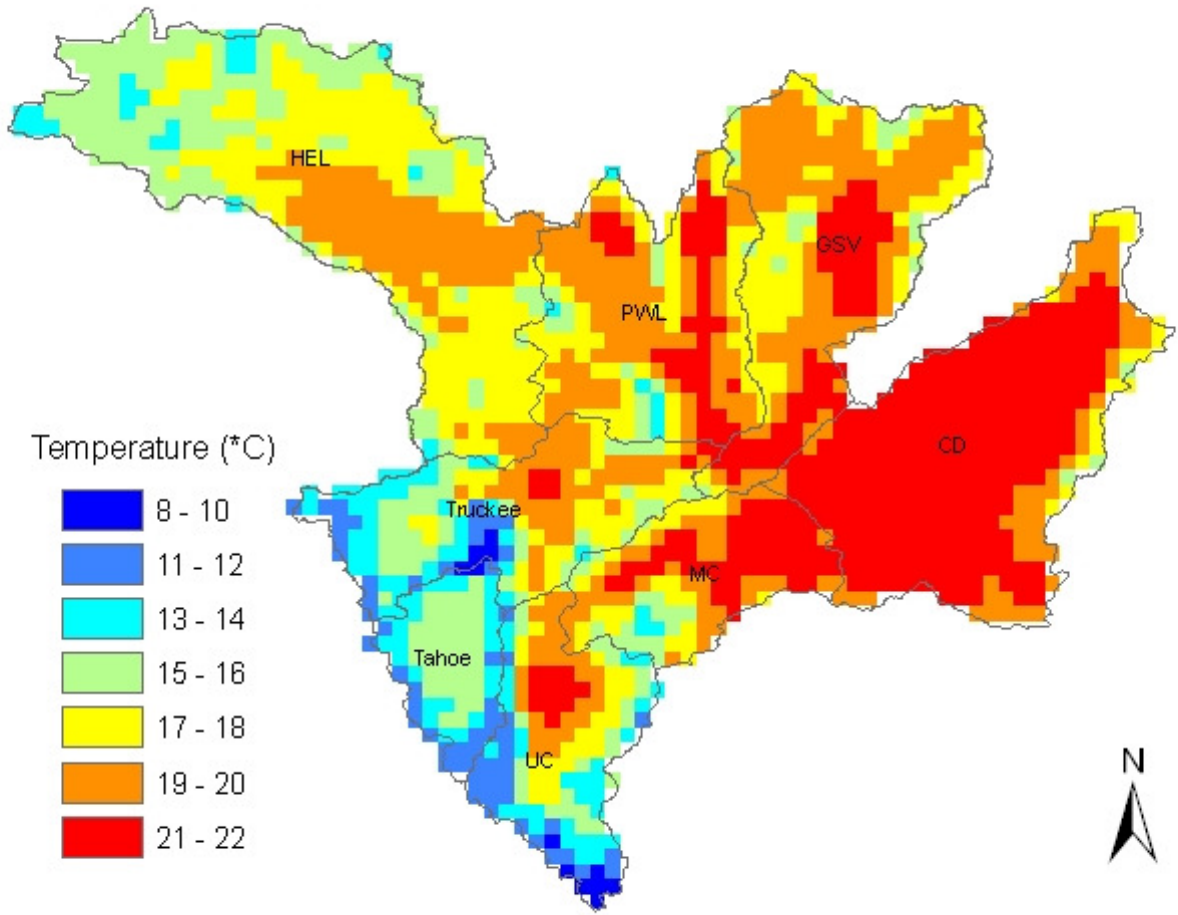 HEL
GSV
PWL
CD
Temperature (*C)
8 - 10
11 - 12
13 - 14
15 - 16
17 - 18
19 - 20
21 - 22
Truckee
MC
Tahoe
UC
N